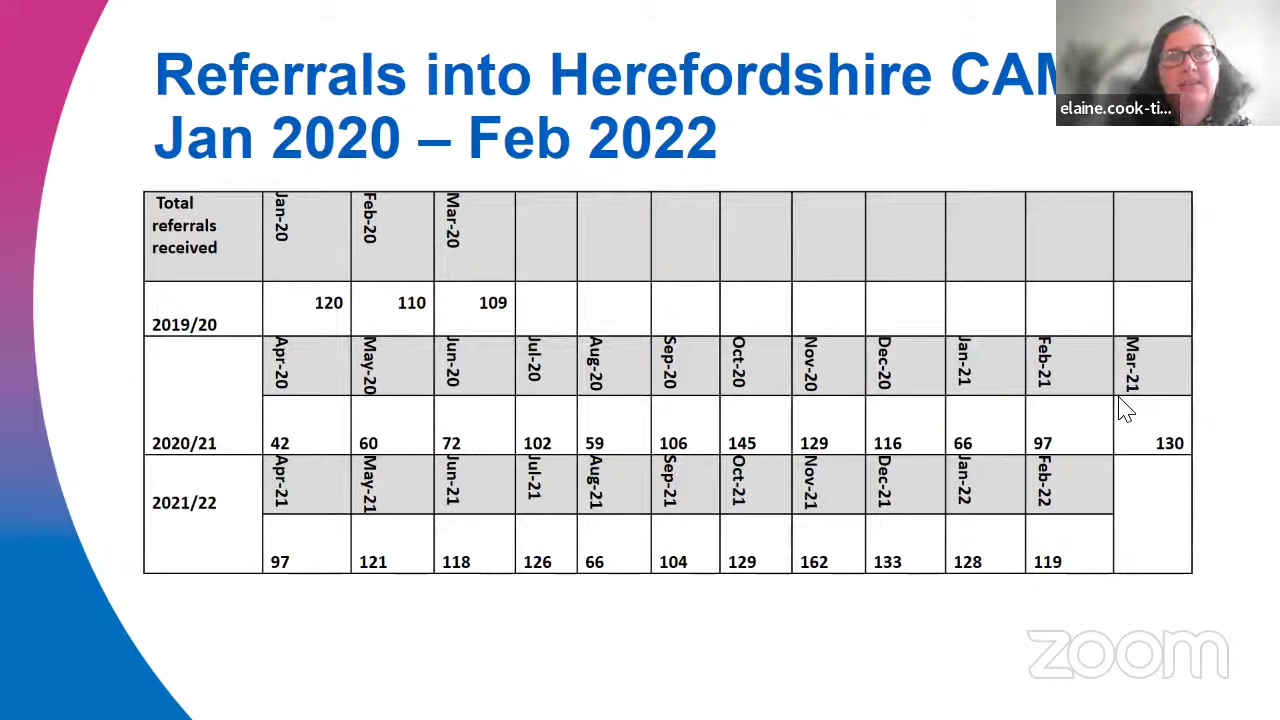 Referrals into Herefordshire
Jan 2020 – Feb 2022
elaine.cook-ti...
Total referrals received
Jan-20 Feb-20 Mar-20
2019/20 120 110 109
Apr-20 May-20 Jun-20 Jul-20 Aug-20 Sep-20 Oct-20 Nov-20 Dec-20 Jan-21 Feb-21 Mar-21
2020/21 42 60 72 102 59 106 145 129 116 66 97 130
Apr-21 May-21 Jun-21 Jul-21 Aug-21 Sep-21 Oct-21 Nov-21 Dec-21 Jan-22 Feb-22
2021/22
97 121 118 126 66 104 129 162 133 128 119
zoom